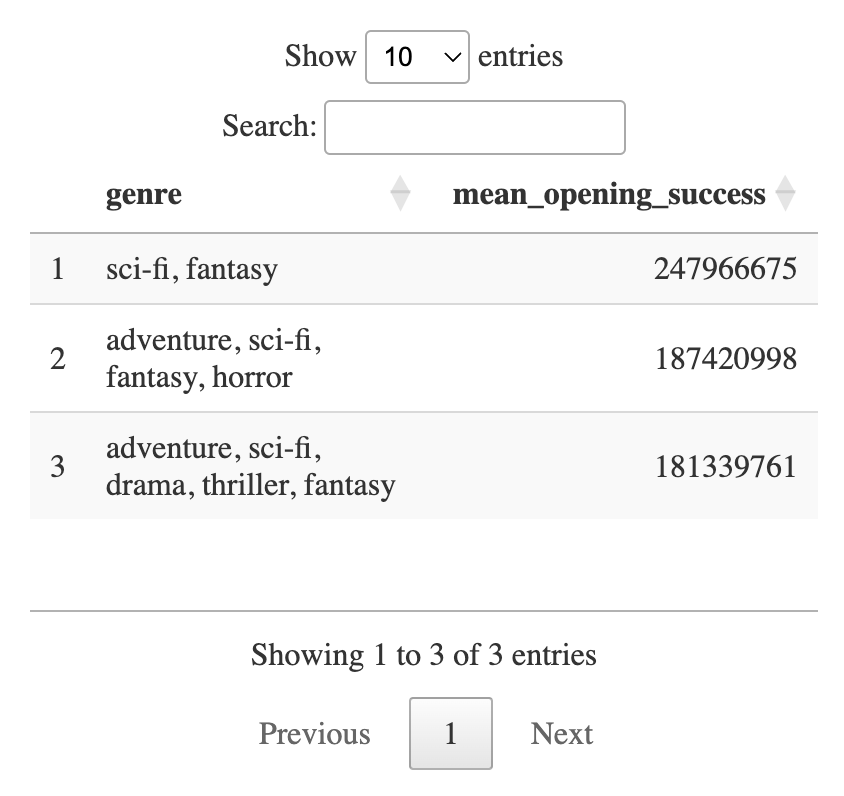 Show 10 entries
Search:
genre mean_opening_success
1 sci-fi, fantasy 247966675
adventure, sci-fi,
2 187420998
fantasy, horror
adventure, sci-fi,
3 181339761
drama, thriller, fantasy
Showing 1 to 3 of 3 entries
Previous 1 Next